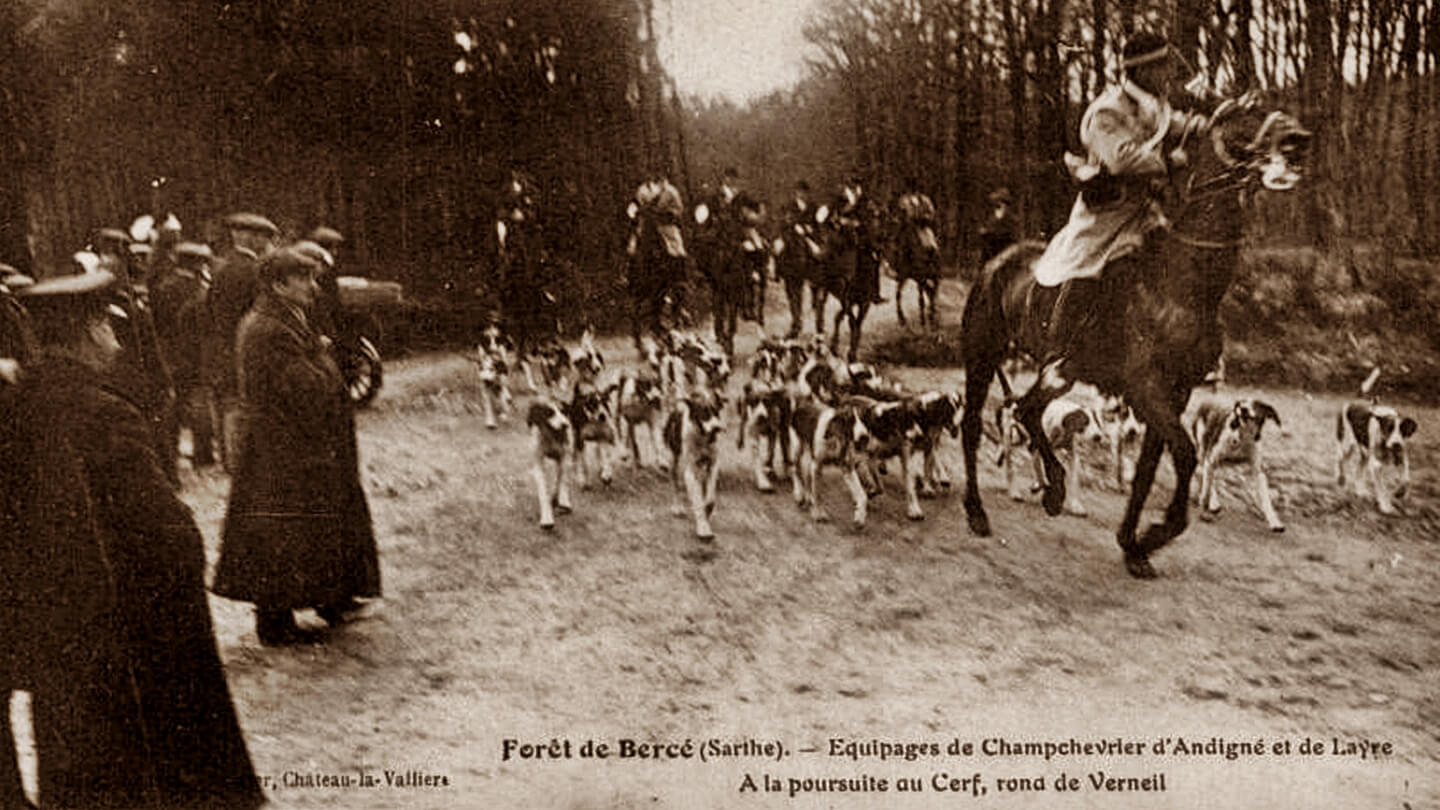 Forêt de Bercé (Sarthe). — Equipages de Champchevrier d'Andigné et de Layre
A la poursuite au Cerf, rond de Verneil
Château-la-Vallière